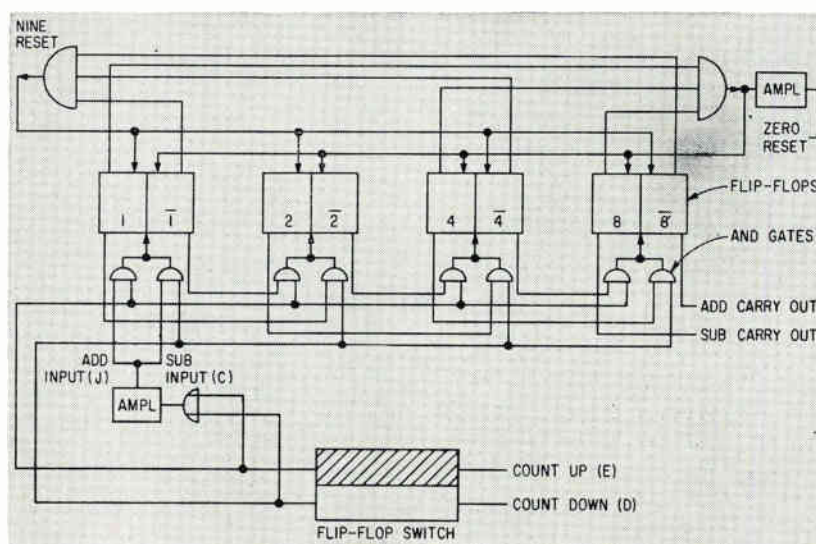 NINE
RESET
AMPL
ZERO
RESET
1 1̅ 2 2̅ 4 4̅ 8 8̅
FLIP-FLOPS
AND GATES
ADD CARRY OUT
SUB CARRY OUT
ADD
INPUT (J)
SUB
INPUT (C)
AMPL
COUNT UP (E)
COUNT DOWN (D)
FLIP-FLOP SWITCH